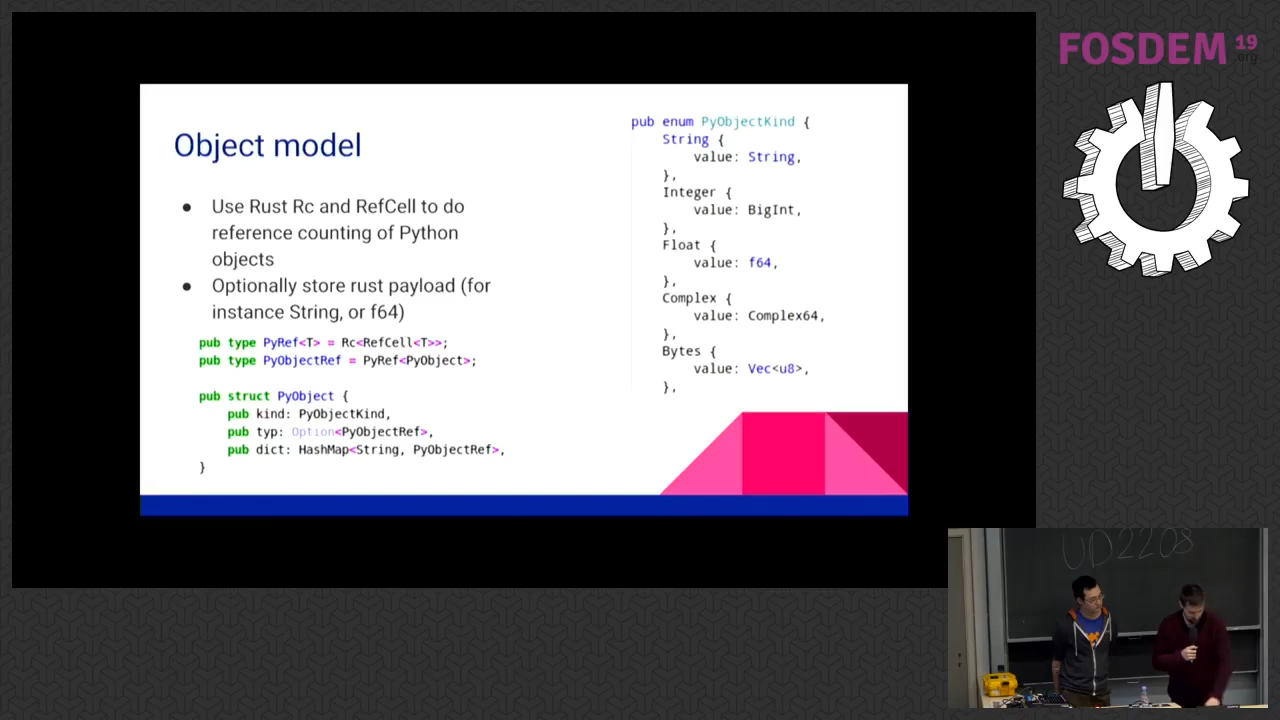 FOSDEM 19
.org
Object model
● Use Rust Rc and RefCell to do
reference counting of Python
objects
● Optionally store rust payload (for
instance String, or f64)
pub type PyRef<T> = Rc<RefCell<T>>;
pub type PyObjectRef = PyRef<PyObject>;
pub struct PyObject {
pub kind: PyObjectKind,
pub typ: Option<PyObjectRef>,
pub dict: HashMap<String, PyObjectRef>,
}
pub enum PyObjectKind {
String {
value: String,
},
Integer {
value: BigInt,
},
Float {
value: f64,
},
Complex {
value: Complex64,
},
Bytes {
value: Vec<u8>,
},
UD2208